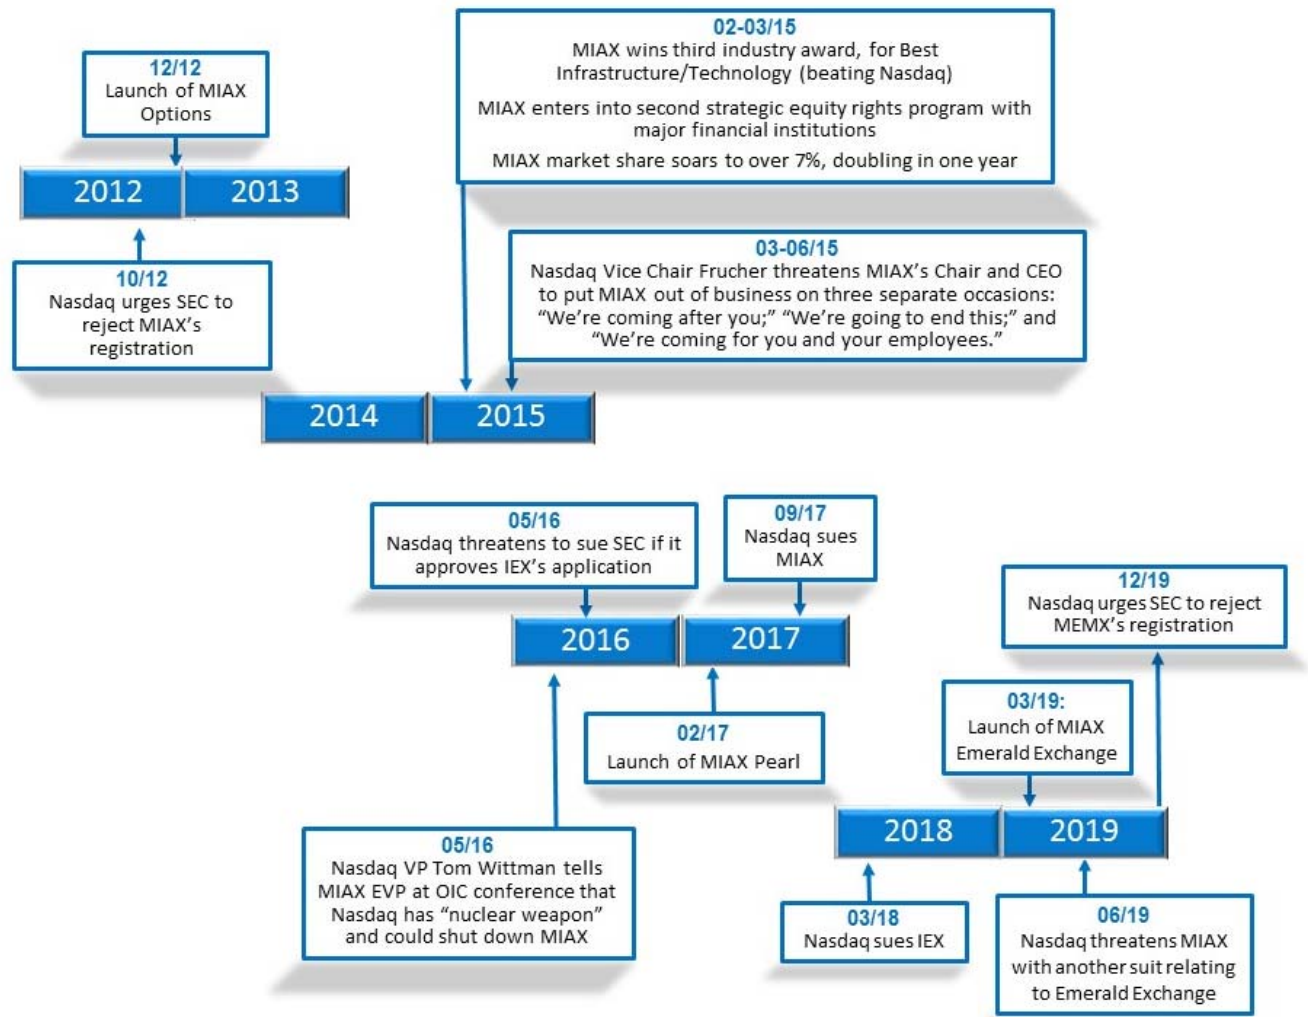 12/12
Launch of MIAX
Options
02-03/15
MIAX wins third industry award, for Best
Infrastructure/Technology (beating Nasdaq)
MIAX enters into second strategic equity rights program with
major financial institutions
MIAX market share soars to over 7%, doubling in one year
2012
2013
10/12
Nasdaq urges SEC to
reject MIAX's
registration
03-06/15
Nasdaq Vice Chair Frucher threatens MIAX's Chair and CEO
to put MIAX out of business on three separate occasions:
“We’re coming after you;” “We’re going to end this;” and
“We’re coming for you and your employees.”
2014
2015
05/16
Nasdaq threatens to sue SEC if it
approves IEX’s application
09/17
Nasdaq sues
MIAX
12/19
Nasdaq urges SEC to reject
MEMX’s registration
2016
2017
02/17
Launch of MIAX Pearl
03/19:
Launch of MIAX
Emerald Exchange
05/16
Nasdaq VP Tom Wittman tells
MIAX EVP at OIC conference that
Nasdaq has “nuclear weapon”
and could shut down MIAX
2018
2019
03/18
Nasdaq sues IEX
06/19
Nasdaq threatens MIAX
with another suit relating
to Emerald Exchange